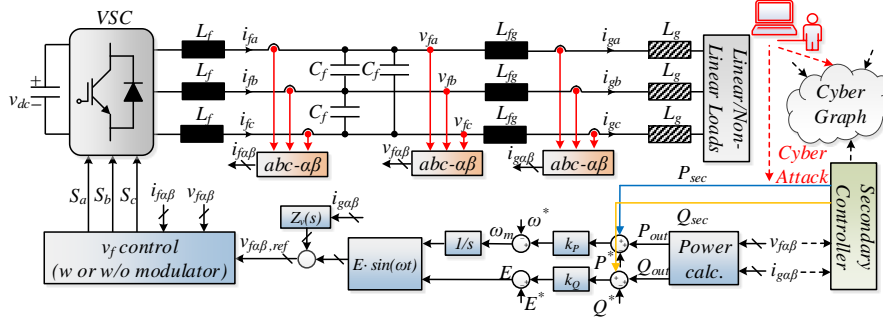 VSC
L_f
i_fa
v_fa
L_fg
i_ga
L_g
L_f
i_fb
C_f
C_f
v_fb
L_fg
i_gb
L_g
v_dc
+
−
L_f
i_fc
C_f
v_fc
L_fg
i_gc
L_g
Linear/Non-
Linear Loads
Cyber
Graph
Cyber
Attack
i_fαβ
abc-αβ
v_fαβ
abc-αβ
i_gαβ
abc-αβ
S_a
S_b
S_c
i_fαβ
v_fαβ
Z_v(s)
i_gαβ
P_sec
Q_sec
Secondary
Controller
v_f control
(w or w/o modulator)
v_fαβ,ref
E· sin(ωt)
1/s
ω_m
ω*
k_P
P*
P_out
E
E*
k_Q
Q*
Q_out
Power
calc.
v_fαβ
i_gαβ